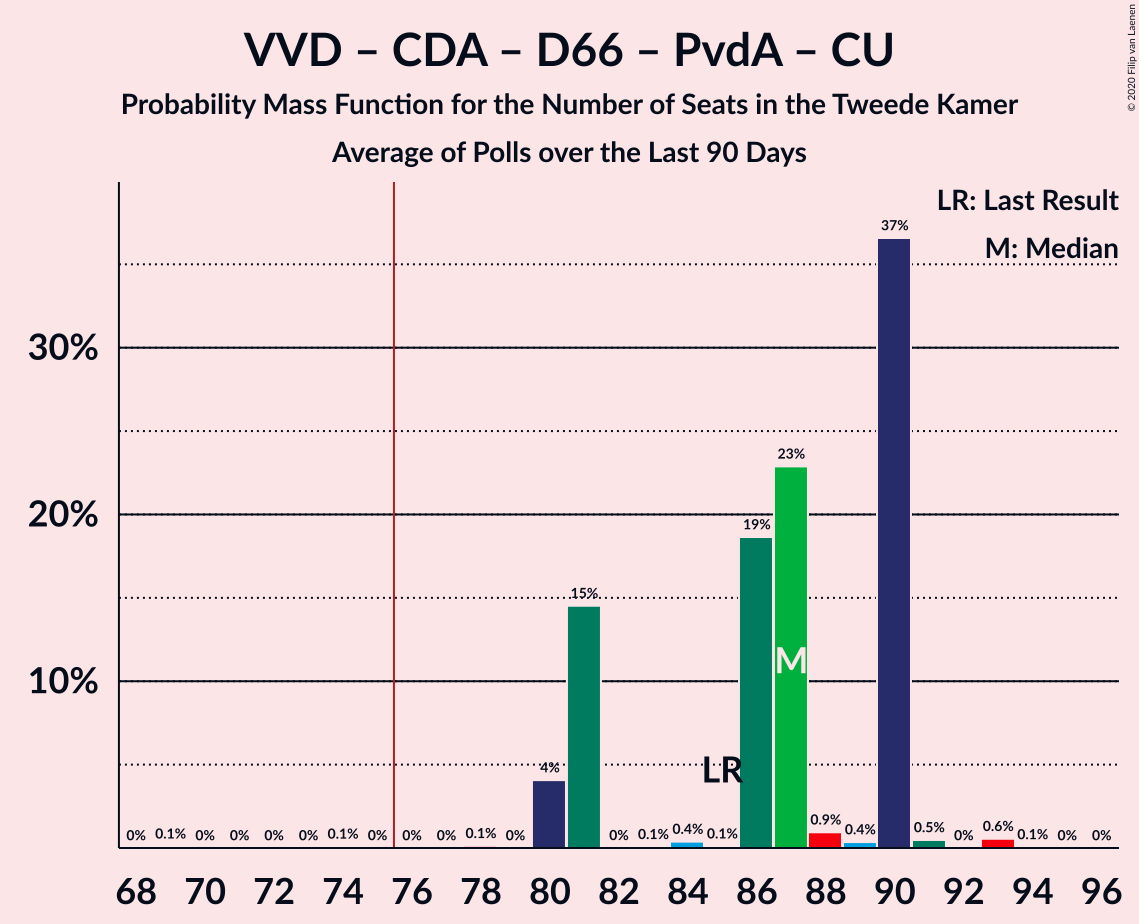 VVD – CDA – D66 – PvdA – CU
Probability Mass Function for the Number of Seats in the Tweede Kamer
Average of Polls over the Last 90 Days
© 2020 Filip van Laenen
LR: Last Result
M: Median
30%
20%
10%
0% 0.1% 0% 0% 0% 0% 0.1% 0% 0% 0% 0.1% 0% 4% 15% 0% 0.1% 0.4% 0.1% 19% 23% 0.9% 0.4% 37% 0.5% 0% 0.6% 0.1% 0% 0%
LR
M
68 70 72 74 76 78 80 82 84 86 88 90 92 94 96